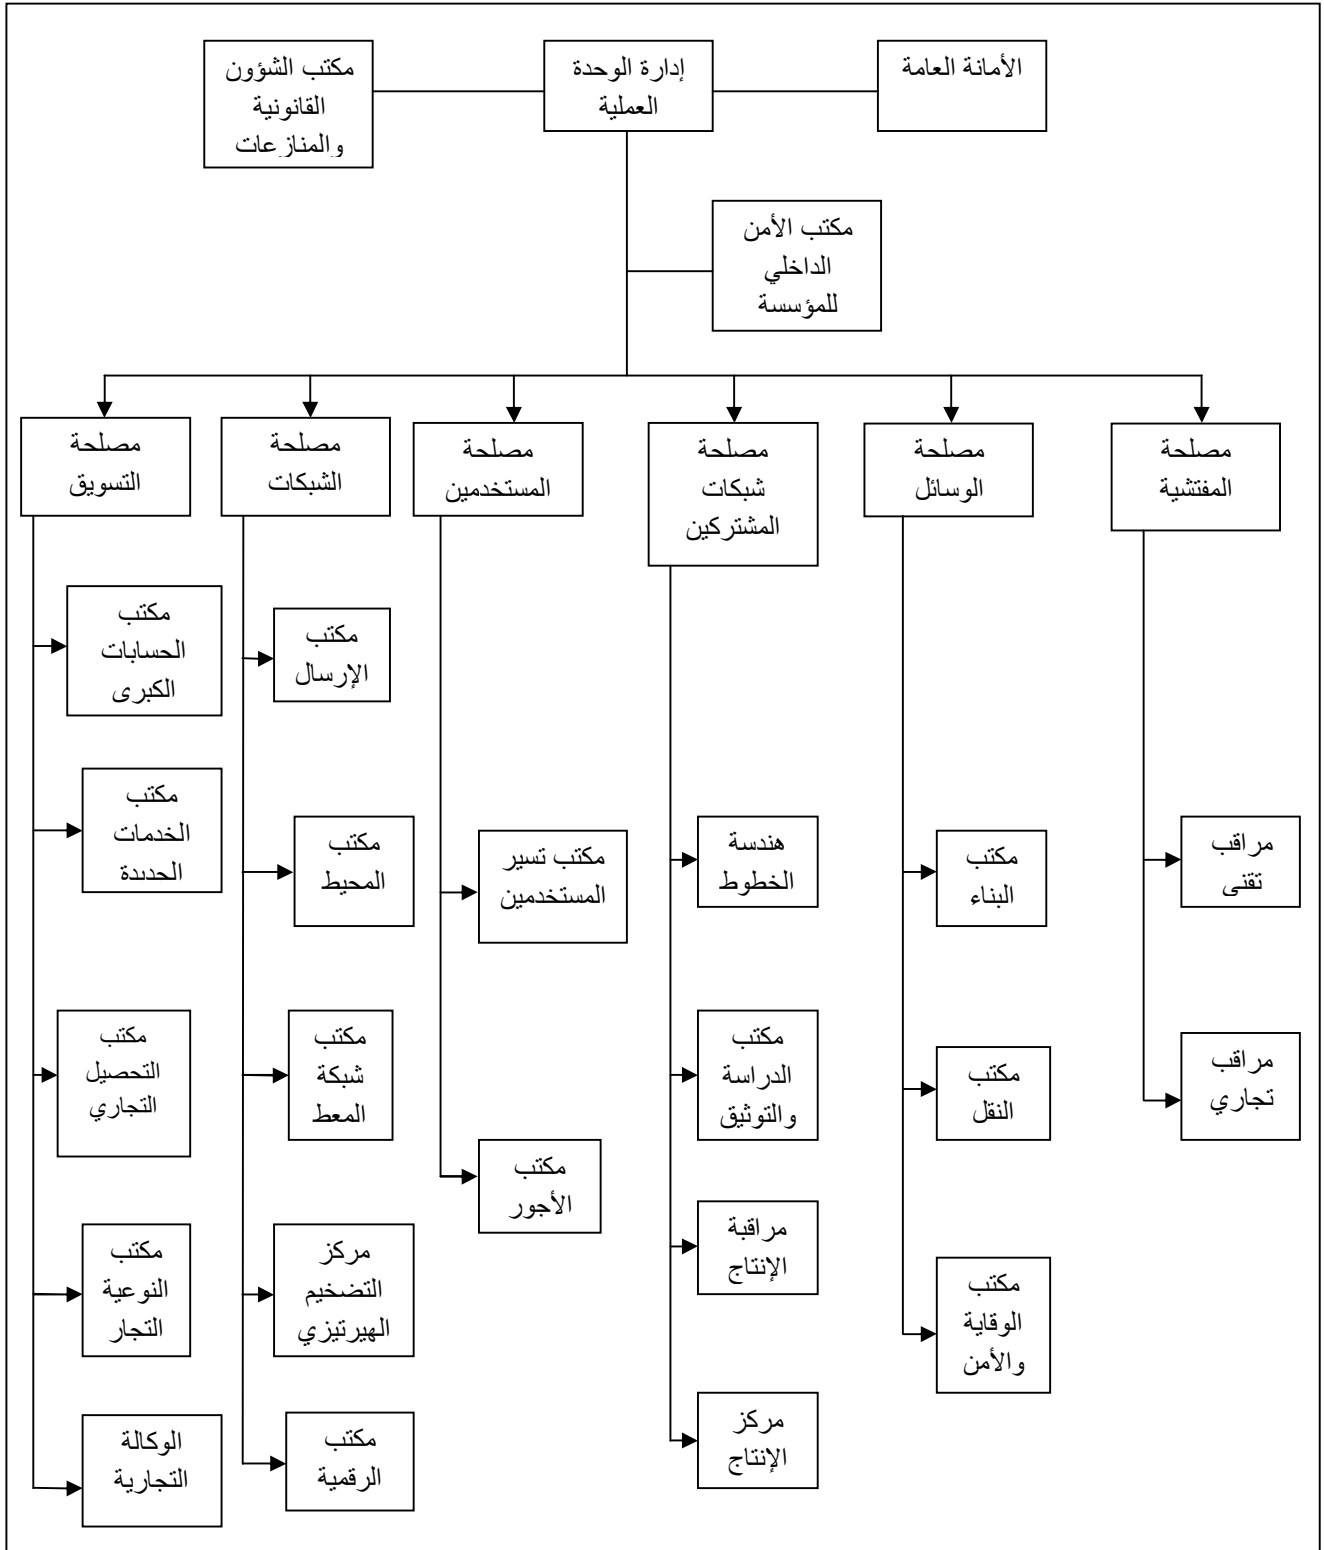 الأمانة العامة
إدارة الوحدة
العملية
مكتب الشؤون
القانونية
والمنازعات
مكتب الأمن
الداخلي
للمؤسسة
مصلحة
المفتشية
مصلحة
الوسائل
مصلحة
شبكات
المشتركين
مصلحة
المستخدمين
مصلحة
الشبكات
مصلحة
التسويق
مراقب
تقنى
مراقب
تجاري
مكتب
البناء
مكتب
النقل
مكتب
الوقاية
والأمن
هندسة
الخطوط
مكتب
الدراسة
والتوثيق
مراقبة
الإنتاج
مركز
الإنتاج
مكتب تسير
المستخدمين
مكتب
الأجور
مكتب
الإرسال
مكتب
المحيط
مكتب
شبكة
المعط
مركز
التضخيم
الهيرتيزي
مكتب
الرقمية
مكتب
الحسابات
الكبرى
مكتب
الخدمات
الجديدة
مكتب
التحصيل
التجاري
مكتب
النوعية
التجار
الوكالة
التجارية